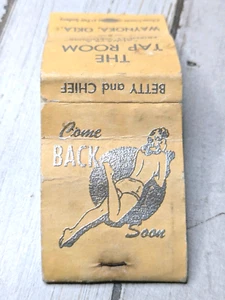 THE
TAP ROOM
WAYNOKA, OKLA.
BETTY and CHIEF
Come
BACK
Soon